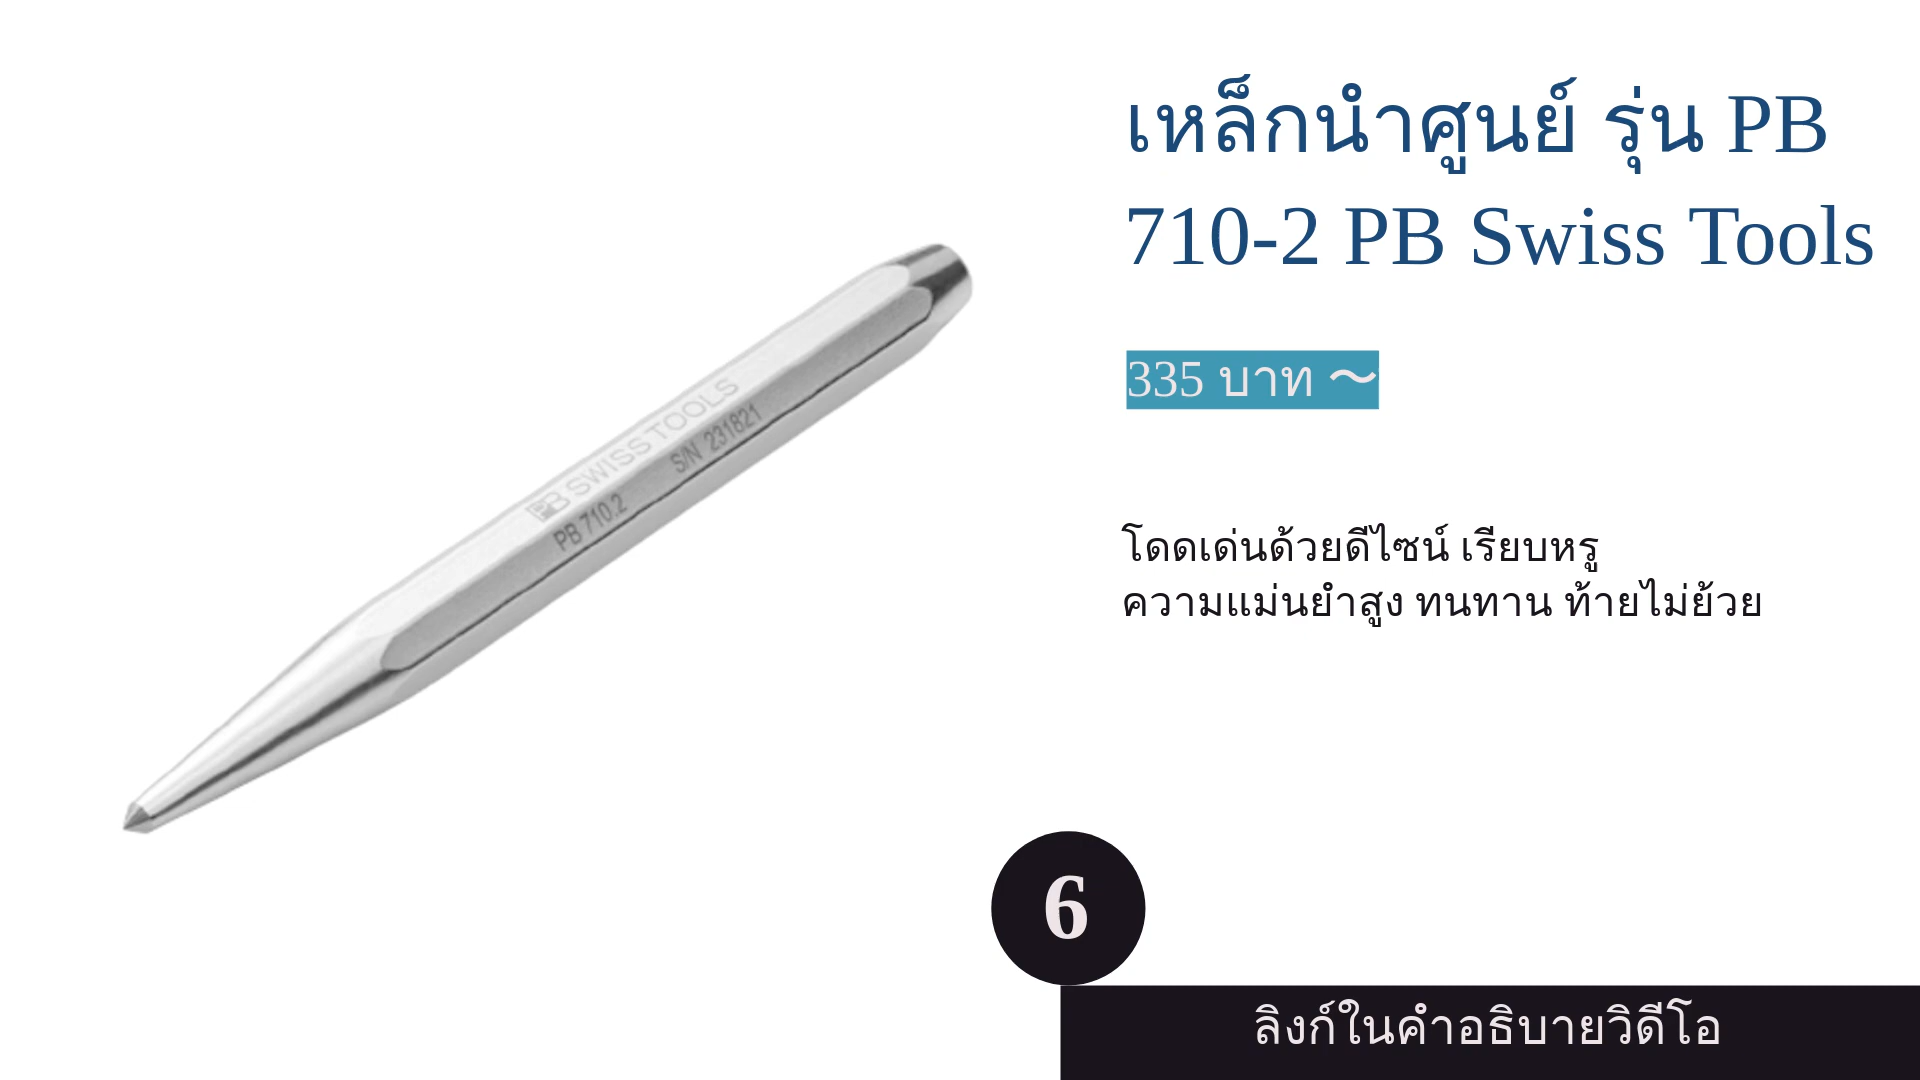 เหล็กนำศูนย์ รุ่น PB
710-2 PB Swiss Tools
335 บาท ～
PB SWISS TOOLS
PB 710.2 S/N 231821
โดดเด่นด้วยดีไซน์ เรียบหรู
ความแม่นยำสูง ทนทาน ท้ายไม่ย้วย
6
ลิงก์ในคำอธิบายวิดีโอ